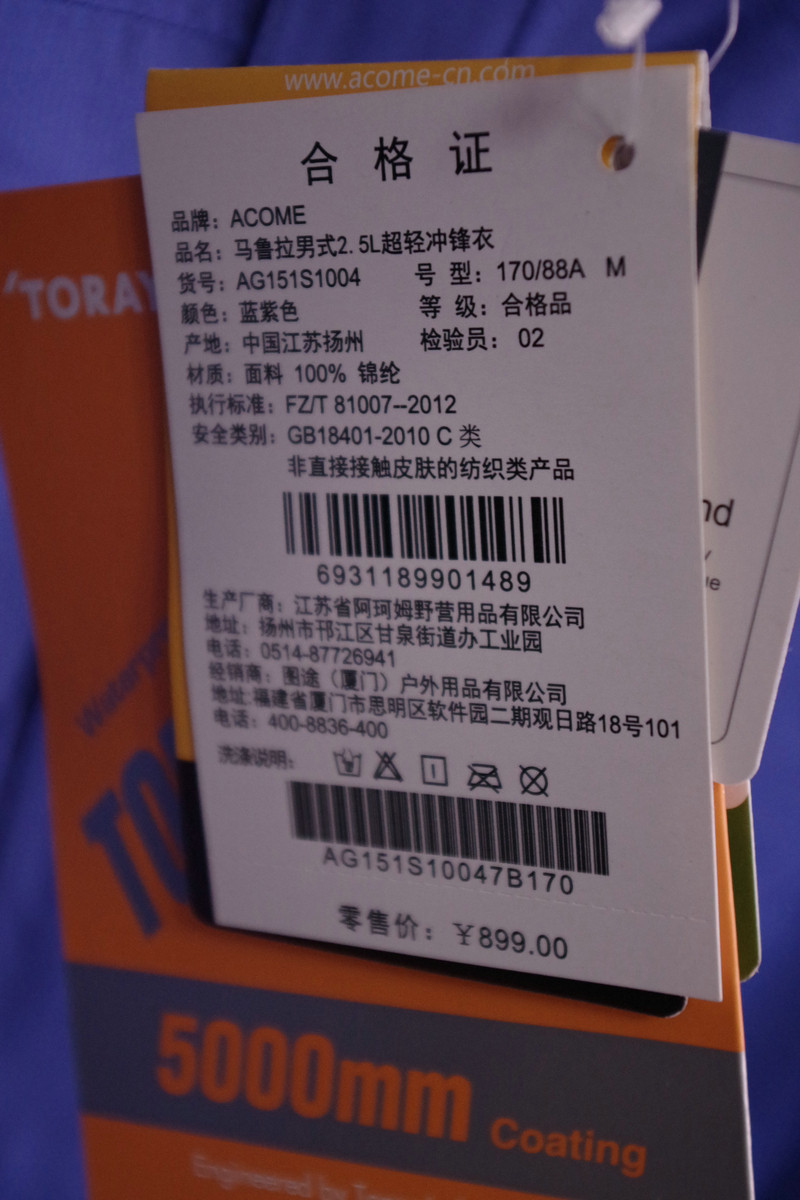 www.acome-cn.com
合格证
品牌：ACOME
品名：马鲁拉男式2.5L超轻冲锋衣
货号：AG151S1004 号 型：170/88A M
颜色：蓝紫色 等 级：合格品
产地：中国江苏扬州 检验员：02
材质：面料 100% 锦纶
执行标准：FZ/T 81007--2012
安全类别：GB18401-2010 C 类
非直接接触皮肤的纺织类产品
6931189901489
生产厂商：江苏省阿珂姆野营用品有限公司
地址：扬州市邗江区甘泉街道办工业园
电话：0514-87726941
经销商：图途（厦门）户外用品有限公司
地址:福建省厦门市思明区软件园二期观日路18号101
电话：400-8836-400
洗涤说明：
AG151S10047B170
零售价：￥899.00
'TORAY
5000mm
Coating
Engineered by